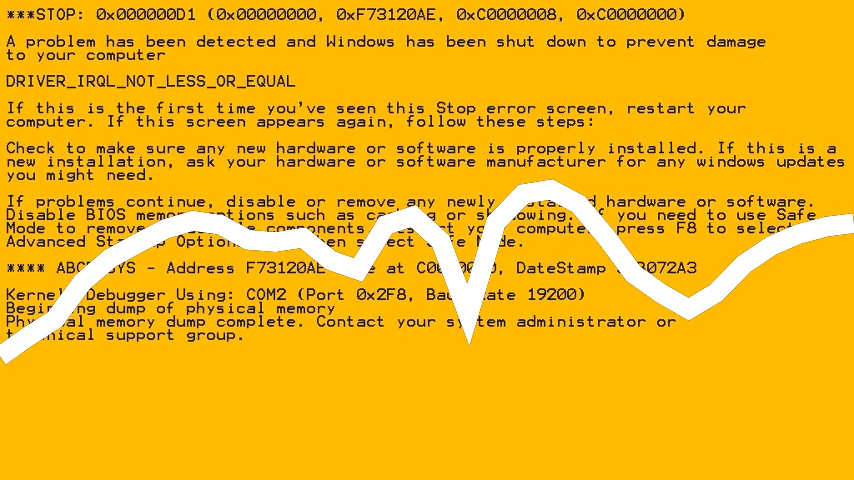 ***STOP: 0x000000D1 (0x00000000, 0xF73120AE, 0xC0000008, 0xC0000000)
A problem has been detected and Windows has been shut down to prevent damage
to your computer
DRIVER_IRQL_NOT_LESS_OR_EQUAL
If this is the first time you've seen this Stop error screen, restart your
computer. If this screen appears again, follow these steps:
Check to make sure any new hardware or software is properly installed. If this is a
new installation, ask your hardware or software manufacturer for any windows updates
you might need.
If problems continue, disable or remove any newly hardware or software.
Disable BIOS memory options such as caching or shadowing. If you need to use Safe
Mode to remove components, your computer, press F8 to select
Advanced Startup Options, then select Safe Mode.
**** - Address F73120AE at DateStamp
Kernel Debugger Using: COM2 (Port 0x2F8, Baud Rate 19200)
Beginning dump of physical memory
Physical memory dump complete. Contact your system administrator or
technical support group.